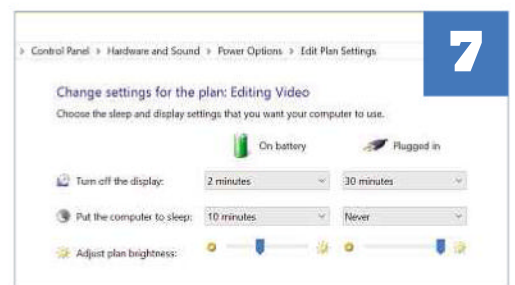 7
› Control Panel › Hardware and Sound › Power Options › Edit Plan Settings
Change settings for the plan: Editing Video
Choose the sleep and display settings that you want your computer to use.
On battery Plugged in
Turn off the display: 2 minutes 30 minutes
Put the computer to sleep: 10 minutes Never
Adjust plan brightness: